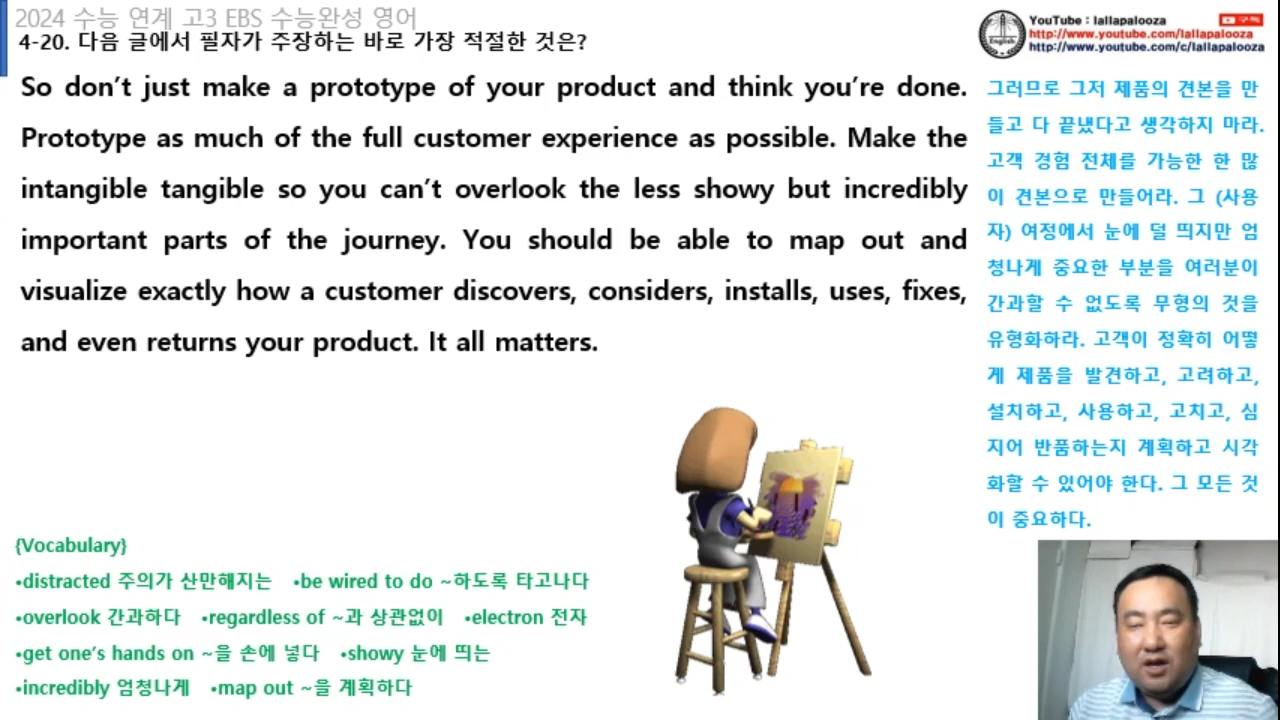 2024 수능 연계 고3 EBS 수능완성 영어
4-20. 다음 글에서 필자가 주장하는 바로 가장 적절한 것은?
YouTube : lallapalooza
구독
http://www.youtube.com/lallapalooza
http://www.youtube.com/c/lallapalooza
English
So don't just make a prototype of your product and think you're done.
Prototype as much of the full customer experience as possible. Make the
intangible tangible so you can't overlook the less showy but incredibly
important parts of the journey. You should be able to map out and
visualize exactly how a customer discovers, considers, installs, uses, fixes,
and even returns your product. It all matters.
그러므로 그저 제품의 견본을 만
들고 다 끝냈다고 생각하지 마라.
고객 경험 전체를 가능한 한 많
이 견본으로 만들어라. 그 (사용
자) 여정에서 눈에 덜 띄지만 엄
청나게 중요한 부분을 여러분이
간과할 수 없도록 무형의 것을
유형화하라. 고객이 정확히 어떻
게 제품을 발견하고, 고려하고,
설치하고, 사용하고, 고치고, 심
지어 반품하는지 계획하고 시각
화할 수 있어야 한다. 그 모든 것
이 중요하다.
{Vocabulary}
•distracted 주의가 산만해지는 •be wired to do ~하도록 타고나다
•overlook 간과하다 •regardless of ~과 상관없이 •electron 전자
•get one's hands on ~을 손에 넣다 •showy 눈에 띄는
•incredibly 엄청나게 •map out ~을 계획하다